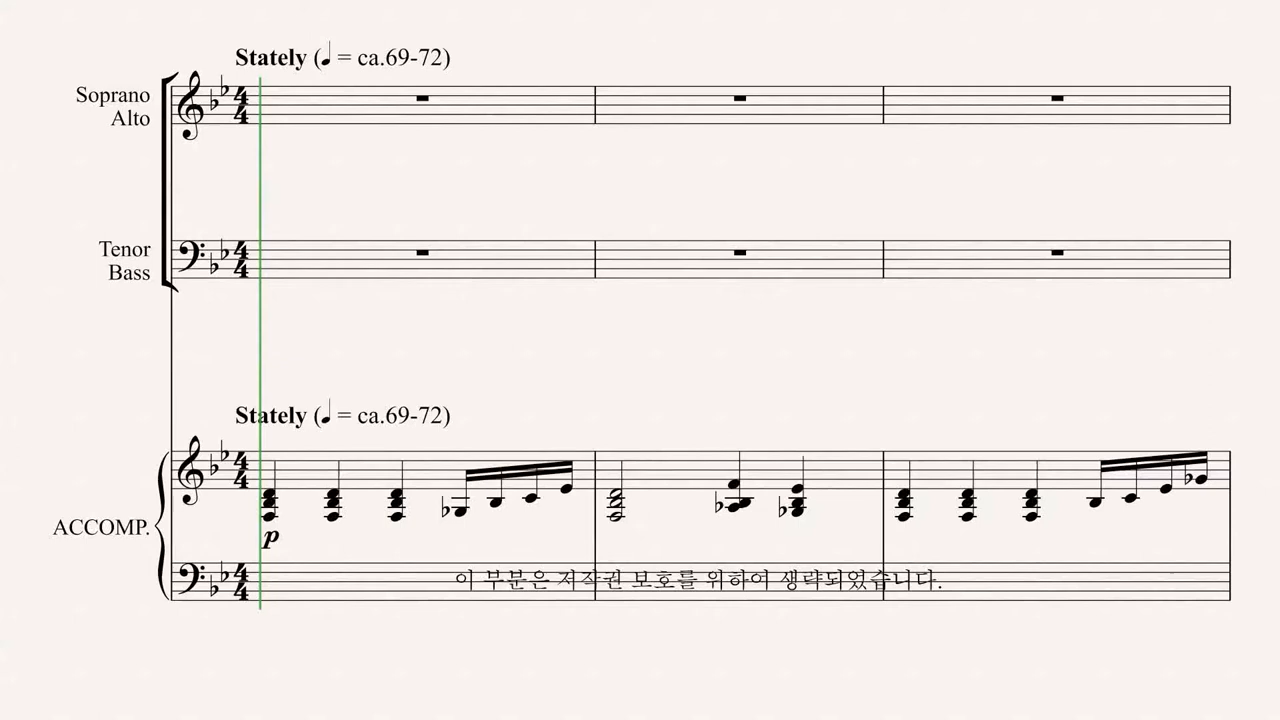 Stately (♩ = ca.69-72)
Soprano
Alto
Tenor
Bass
Stately (♩ = ca.69-72)
ACCOMP.
p
이 부분은 저작권 보호를 위하여 생략되었습니다.